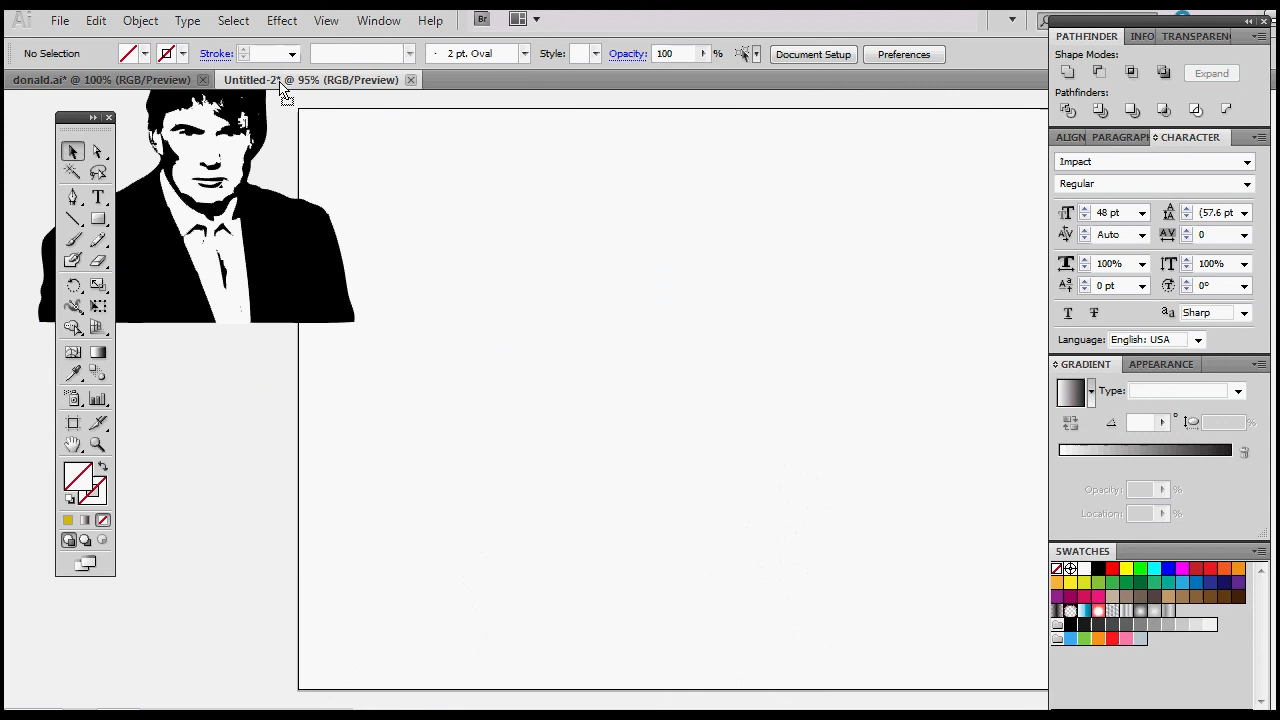 Ai File Edit Object Type Select Effect View Window Help Br
No Selection Stroke: 2 pt. Oval Style: Opacity: 100 % Document Setup Preferences
donald.ai* @ 100% (RGB/Preview) Untitled-2* @ 95% (RGB/Preview)
PATHFINDER INFO TRANSPAREN
Shape Modes:
Expand
Pathfinders:
ALIGN PARAGRAPH CHARACTER
Impact
Regular
48 pt (57.6 pt
Auto 0
100% 100%
0 pt 0°
T T aa Sharp
Language: English: USA
GRADIENT APPEARANCE
Type:
° %
Opacity: %
Location: %
SWATCHES